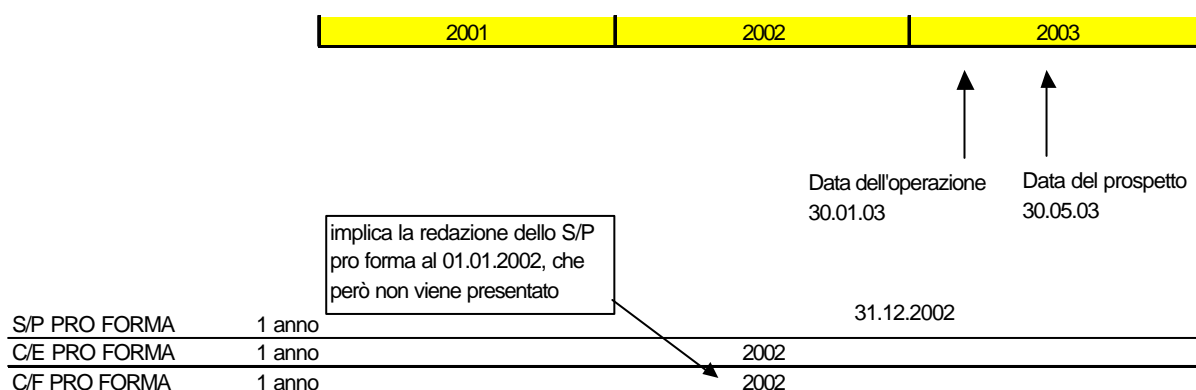 2001 2002 2003
Data dell'operazione
30.01.03
Data del prospetto
30.05.03
implica la redazione dello S/P
pro forma al 01.01.2002, che
però non viene presentato
S/P PRO FORMA 1 anno 31.12.2002
C/E PRO FORMA 1 anno 2002
C/F PRO FORMA 1 anno 2002